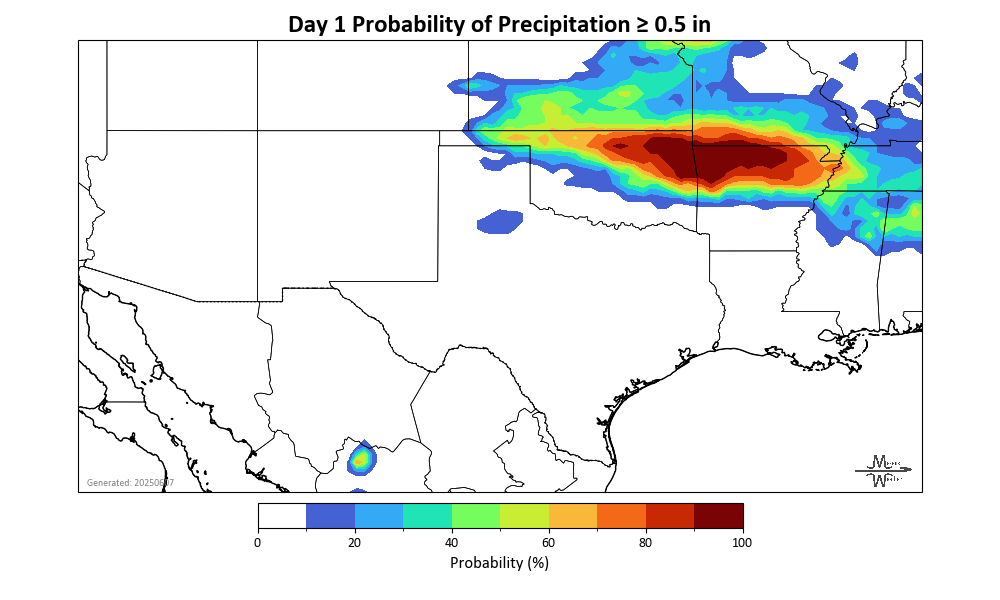 Day 1 Probability of Precipitation ≥ 0.5 in
Generated: 20250607
0 20 40 60 80 100
Probability (%)